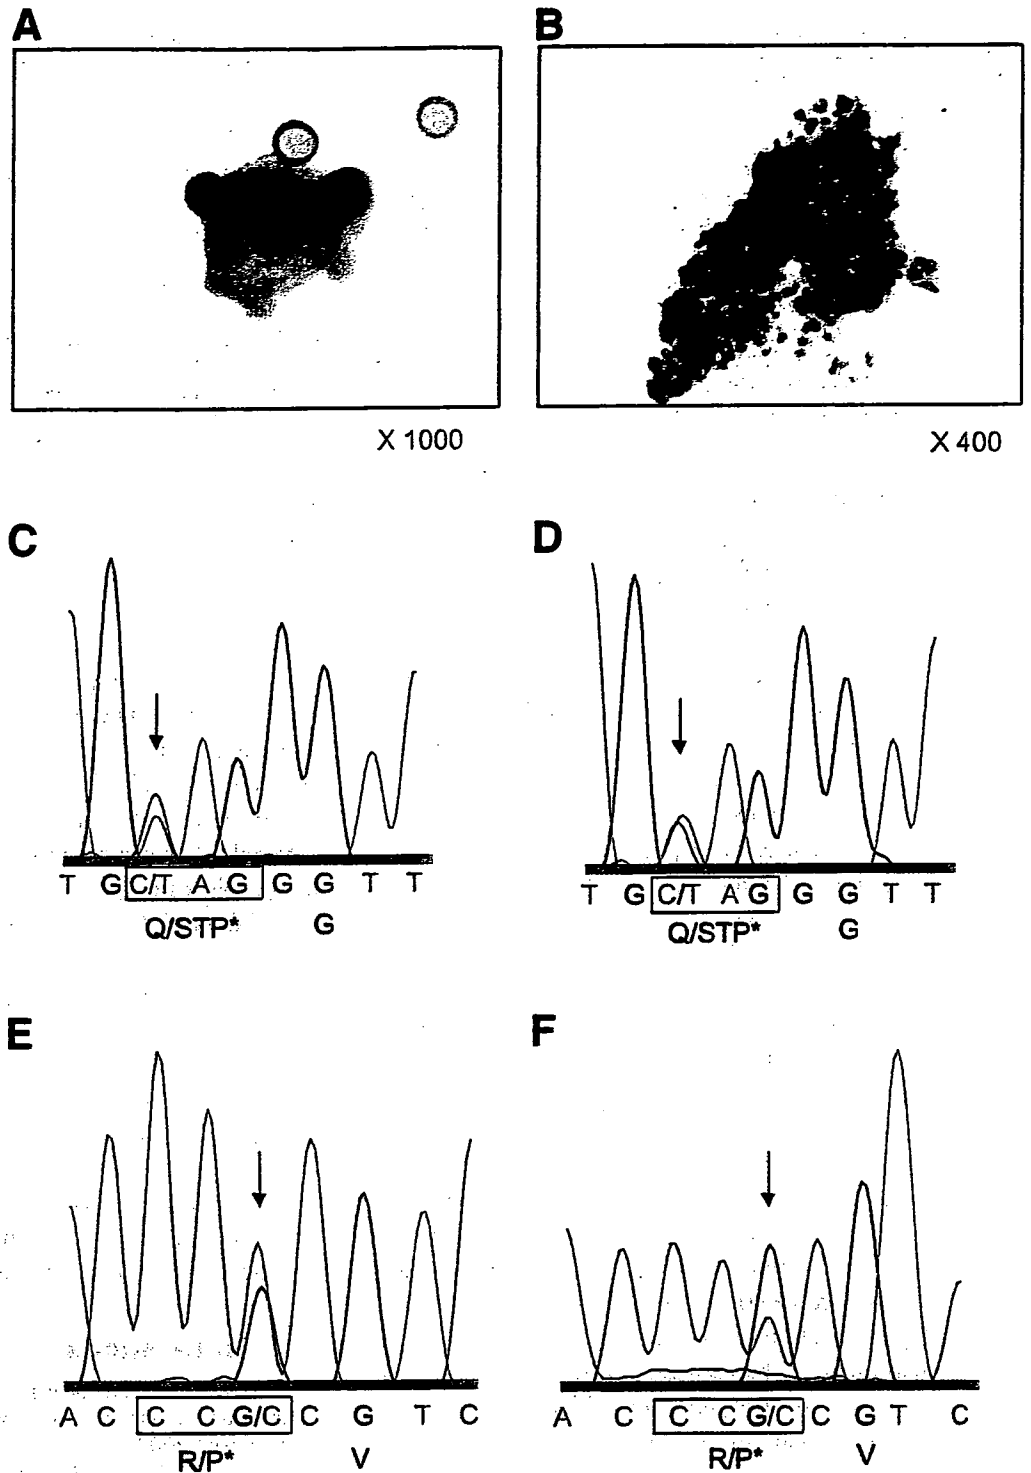 A B
X 1000 X 400
C D
T G C/T A G G G T T
Q/STP* G
T G C/T A G G G T T
Q/STP* G
E F
A C C C G/C C G T C
R/P* V
A C C C G/C C G T C
R/P* V